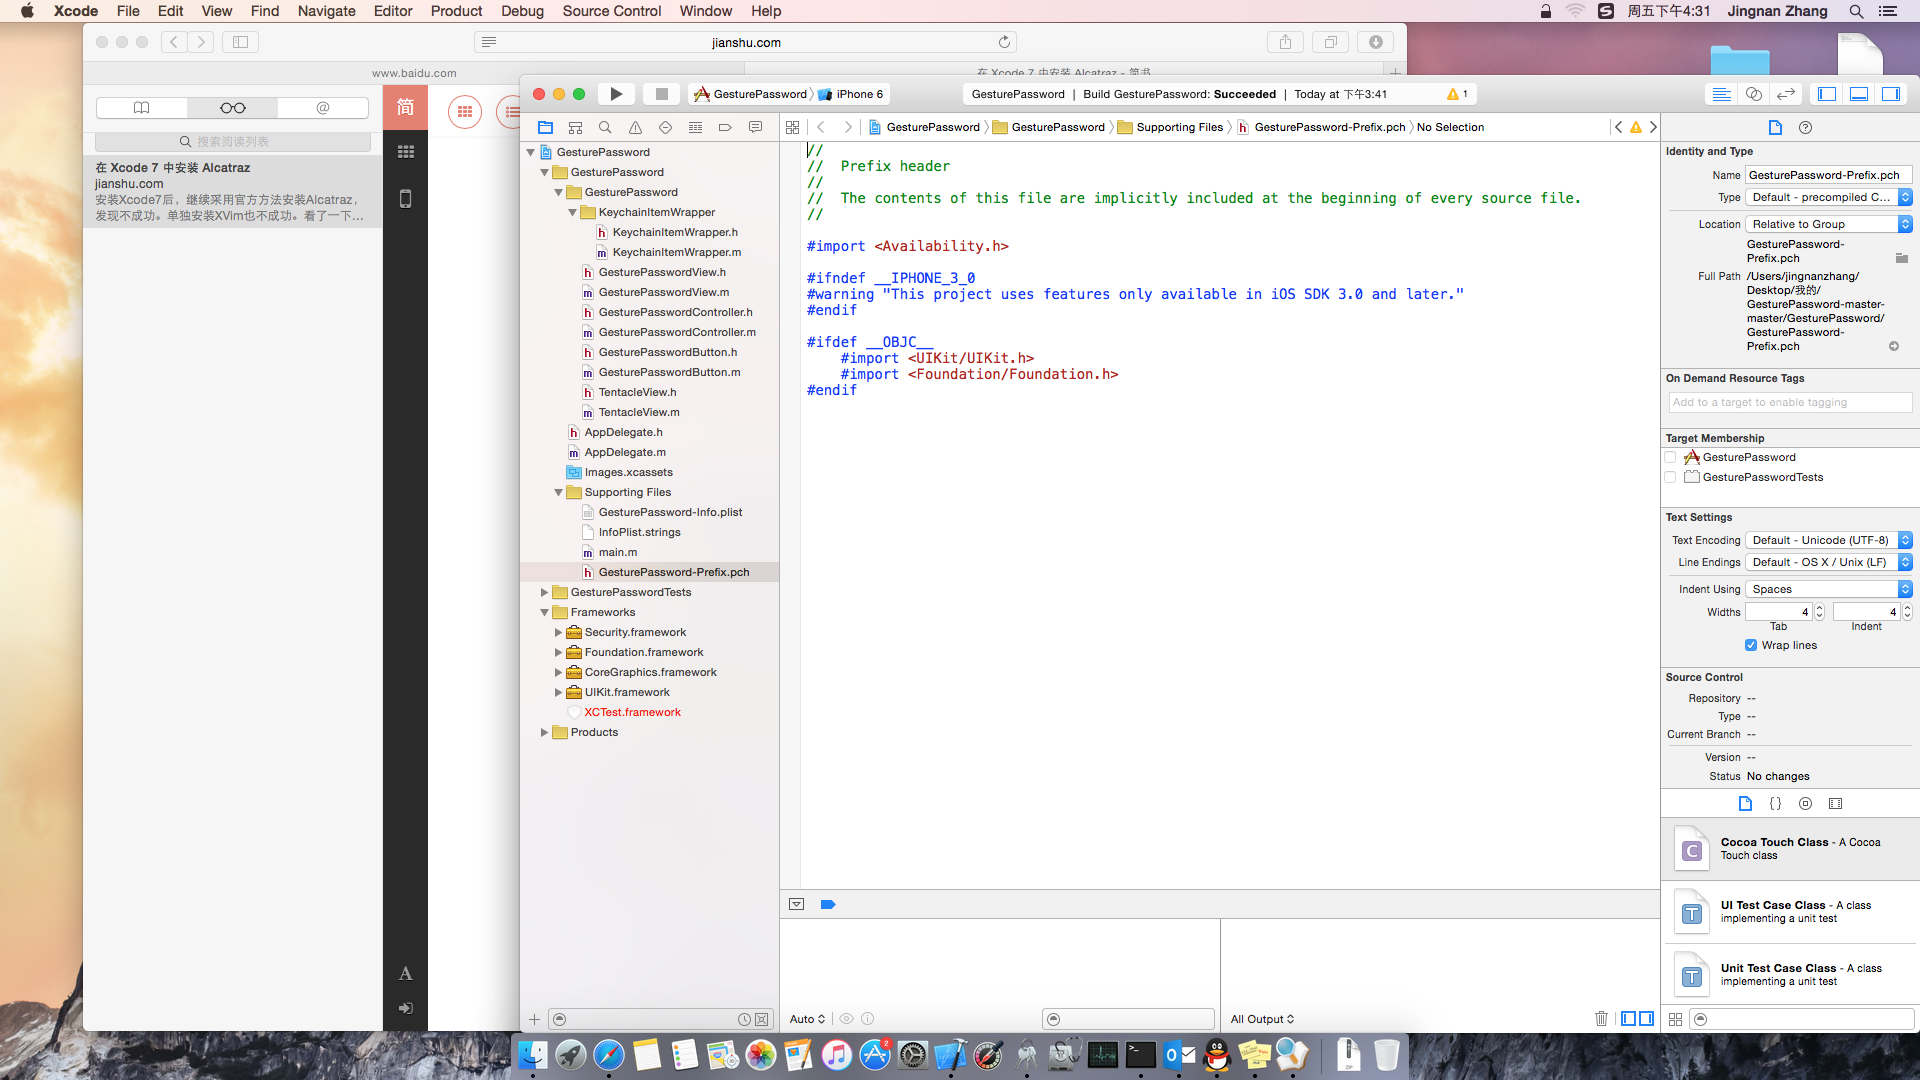 Xcode File Edit View Find Navigate Editor Product Debug Source Control Window Help
周五下午4:31 Jingnan Zhang
jianshu.com
www.baidu.com
在 Xcode 7 中安装 Alcatraz - 简书
搜索阅读列表
在 Xcode 7 中安装 Alcatraz
jianshu.com
安装Xcode7后，继续采用官方方法安装Alcatraz，
发现不成功。单独安装XVim也不成功。看了一下...
简
A
GesturePassword iPhone 6
GesturePassword | Build GesturePassword: Succeeded | Today at 下午3:41
1
GesturePassword GesturePassword Supporting Files GesturePassword-Prefix.pch No Selection
GesturePassword
GesturePassword
GesturePassword
KeychainItemWrapper
KeychainItemWrapper.h
KeychainItemWrapper.m
GesturePasswordView.h
GesturePasswordView.m
GesturePasswordController.h
GesturePasswordController.m
GesturePasswordButton.h
GesturePasswordButton.m
TentacleView.h
TentacleView.m
AppDelegate.h
AppDelegate.m
Images.xcassets
Supporting Files
GesturePassword-Info.plist
InfoPlist.strings
main.m
GesturePassword-Prefix.pch
GesturePasswordTests
Frameworks
Security.framework
Foundation.framework
CoreGraphics.framework
UIKit.framework
XCTest.framework
Products
//
//  Prefix header
//
//  The contents of this file are implicitly included at the beginning of every source file.
//
#import <Availability.h>
#ifndef __IPHONE_3_0
#warning "This project uses features only available in iOS SDK 3.0 and later."
#endif
#ifdef __OBJC__
    #import <UIKit/UIKit.h>
    #import <Foundation/Foundation.h>
#endif
Auto
All Output
Identity and Type
Name GesturePassword-Prefix.pch
Type Default - precompiled C...
Location Relative to Group
GesturePassword-
Prefix.pch
Full Path /Users/jingnanzhang/
Desktop/我的/
GesturePassword-master-
master/GesturePassword/
GesturePassword-
Prefix.pch
On Demand Resource Tags
Add to a target to enable tagging
Target Membership
GesturePassword
GesturePasswordTests
Text Settings
Text Encoding Default - Unicode (UTF-8)
Line Endings Default - OS X / Unix (LF)
Indent Using Spaces
Widths 4 4
Tab Indent
Wrap lines
Source Control
Repository --
Type --
Current Branch --
Version --
Status No changes
{}
C
Cocoa Touch Class - A Cocoa
Touch class
T
UI Test Case Class - A class
implementing a unit test
T
Unit Test Case Class - A class
implementing a unit test
2